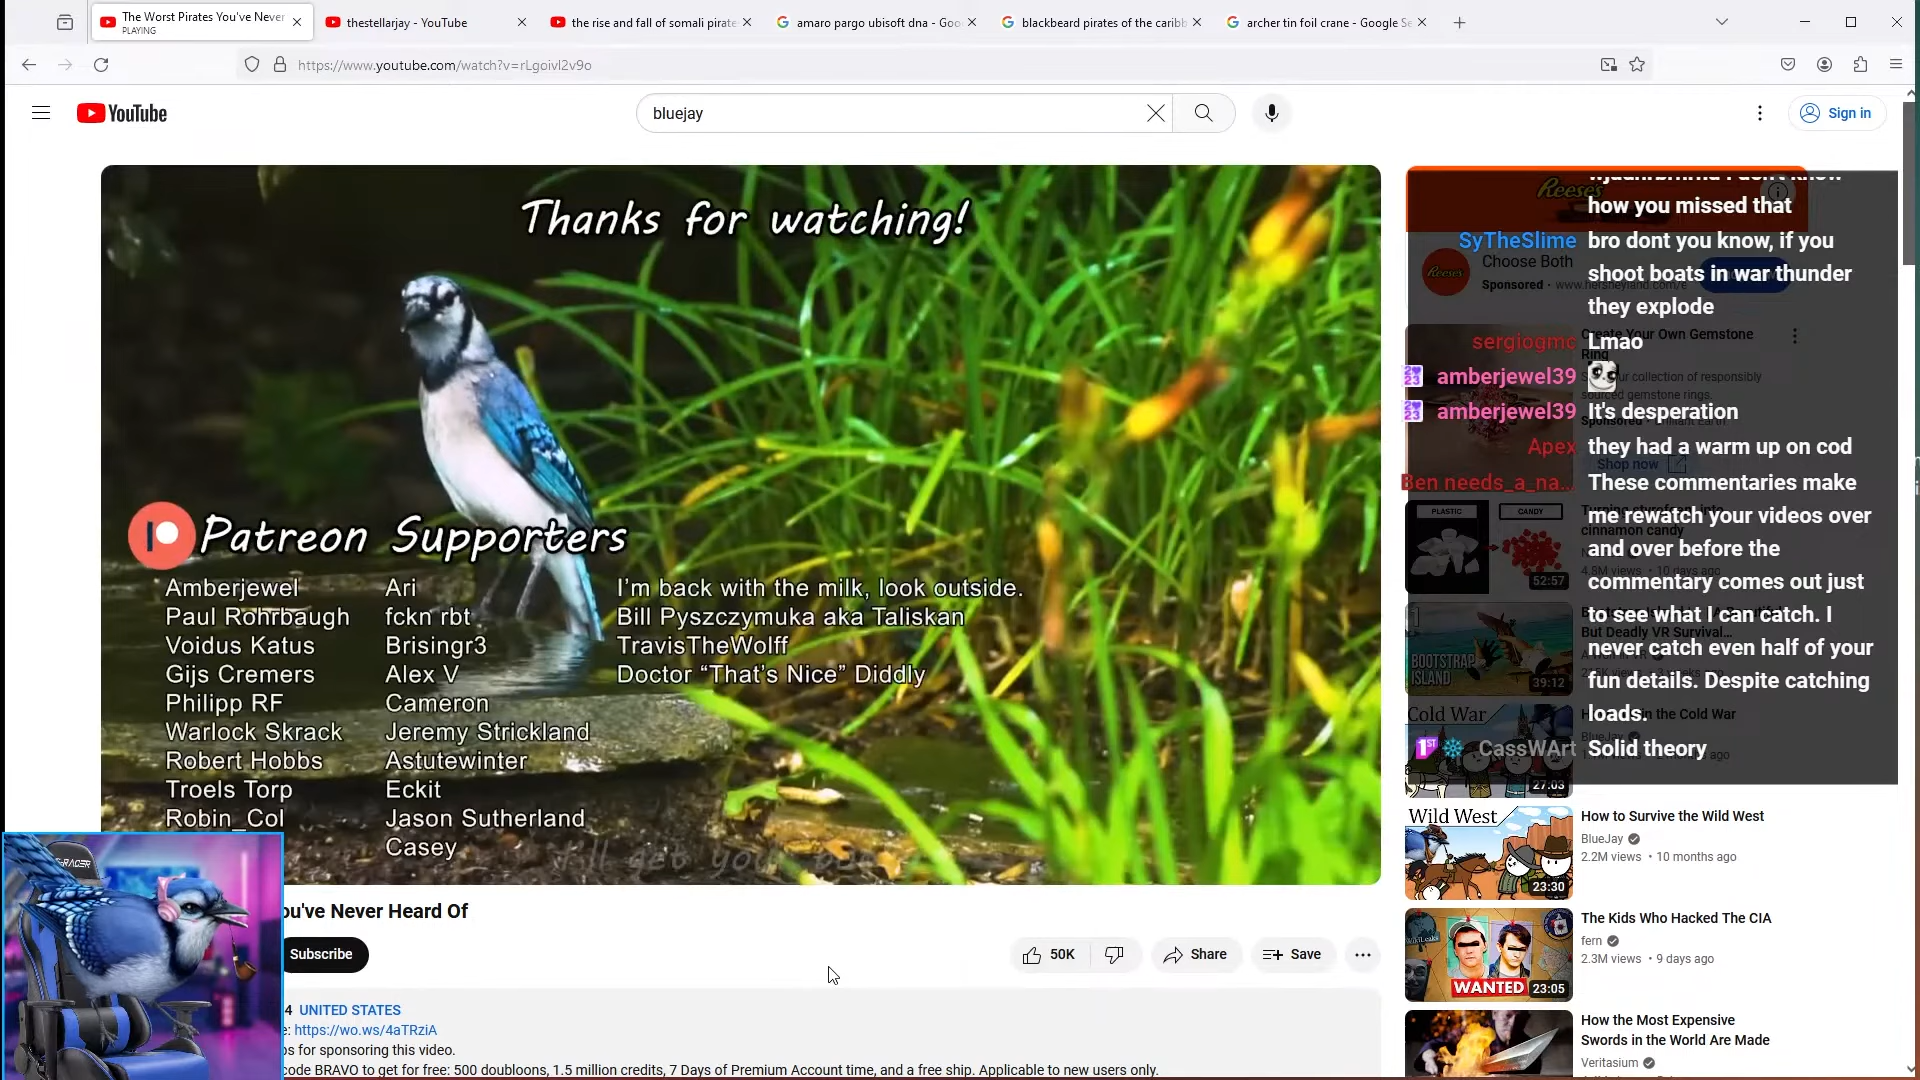 The Worst Pirates You've Never
PLAYING
thestellarjay - YouTube
the rise and fall of somali pirate
amaro pargo ubisoft dna - Goo
blackbeard pirates of the caribb
archer tin foil crane - Google Se
https://www.youtube.com/watch?v=rLgoivl2v9o
YouTube
bluejay
Sign in
Thanks for watching!
Patreon Supporters
Amberjewel
Paul Rohrbaugh
Voidus Katus
Gijs Cremers
Philipp RF
Warlock Skrack
Robert Hobbs
Troels Torp
Robin_Col
Ari
fckn rbt
Brisingr3
Alex V
Cameron
Jeremy Strickland
Astutewinter
Eckit
Jason Sutherland
Casey
I'm back with the milk, look outside.
Bill Pyszczymuka aka Taliskan
TravisTheWolff
Doctor “That's Nice” Diddly
Reese's
how you missed that
SyTheSlime bro dont you know, if you
shoot boats in war thunder
they explode
Reese's
Choose Both
Sponsored
sergiogmc Lmao
Create Your Own Gemstone
Ring
amberjewel39
amberjewel39 It's desperation
Apex they had a warm up on cod
Shop now
Ben needs_a_na... These commentaries make
me rewatch your videos over
and over before the
commentary comes out just
to see what I can catch. I
never catch even half of your
fun details. Despite catching
loads.
CassWArt Solid theory
PLASTIC
CANDY
52:57
BOOTSTRAP
ISLAND
39:12
Cold War
27:03
Wild West
23:30
How to Survive the Wild West
BlueJay
2.2M views • 10 months ago
WikiLeaks
WANTED
23:05
The Kids Who Hacked The CIA
fern
2.3M views • 9 days ago
How the Most Expensive
Swords in the World Are Made
Veritasium
ou've Never Heard Of
Subscribe
50K
Share
Save
4 UNITED STATES
e: https://wo.ws/4aTRziA
ps for sponsoring this video.
code BRAVO to get for free: 500 doubloons, 1.5 million credits, 7 Days of Premium Account time, and a free ship. Applicable to new users only.